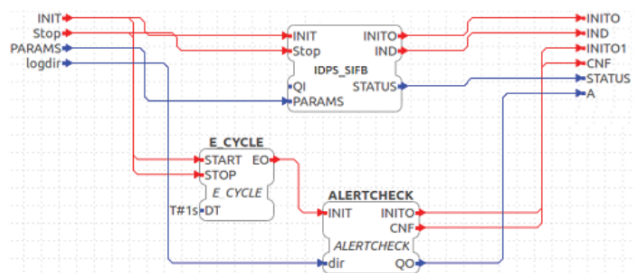 INIT
Stop
PARAMS
logdir
INIT INITO
Stop IND
IDPS_SIFB
QI STATUS
PARAMS
INITO
IND
INITO1
CNF
STATUS
A
E_CYCLE
START EO
STOP
E_CYCLE
T#1s DT
ALERTCHECK
INIT INITO
CNF
ALERTCHECK
dir QO